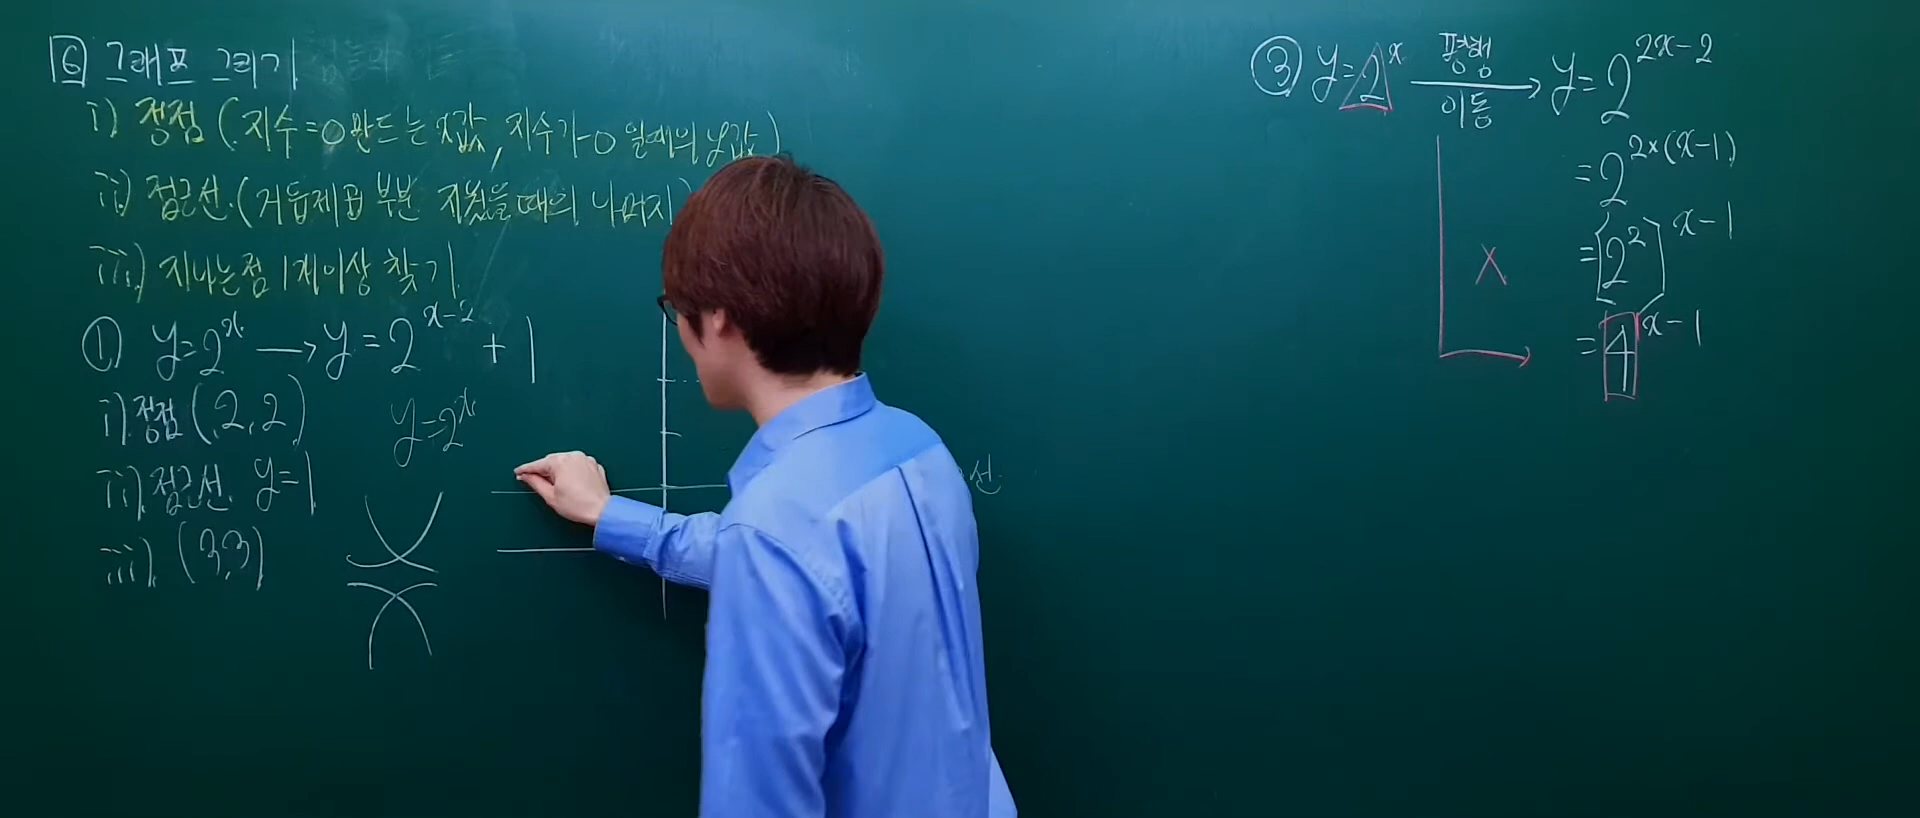 6 그래프 그리기
i) 정점 (지수=0 만드는 x값, 지수가 0 일때의 y값)
ii) 점근선 (거듭제곱 부분 지웠을때의 나머지)
iii) 지나는점 1개이상 찾기
① y=2^x → y=2^{x-2}+1
i) 정점 (2, 2)
y=2^x
ii) 점근선 y=1
iii) (3, 3)
선
③ y=2^x 평행이동 → y=2^{2x-2}
=2^{2×(x-1)}
=(2^2)^{x-1}
X
=4^{x-1}